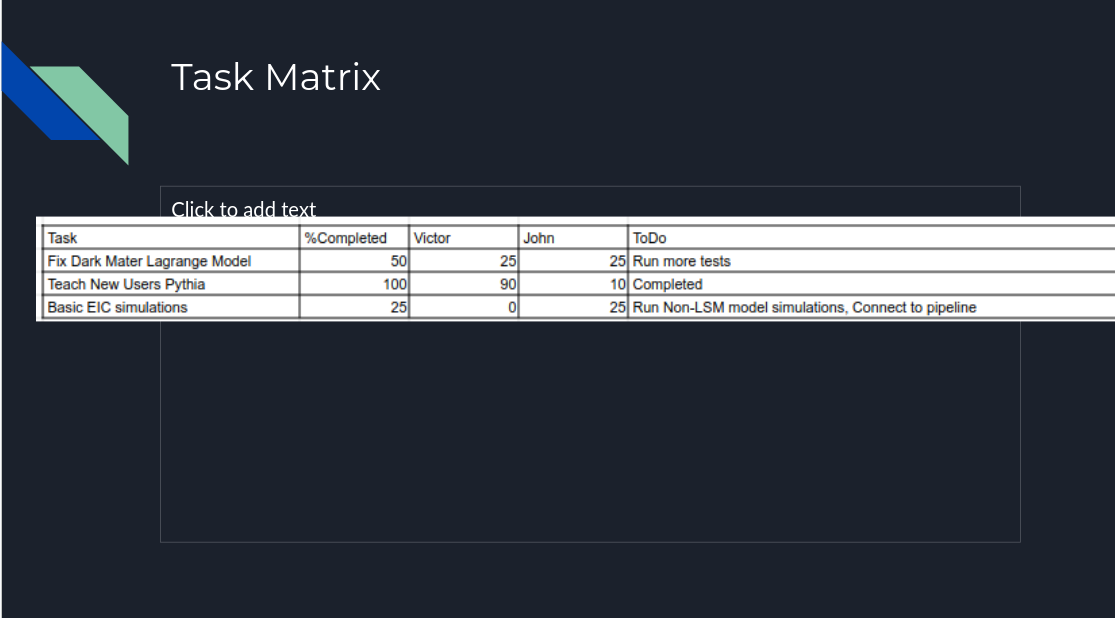 Task Matrix
Click to add text
Task %Completed Victor John ToDo
Fix Dark Mater Lagrange Model 50 25 25 Run more tests
Teach New Users Pythia 100 90 10 Completed
Basic EIC simulations 25 0 25 Run Non-LSM model simulations, Connect to pipeline